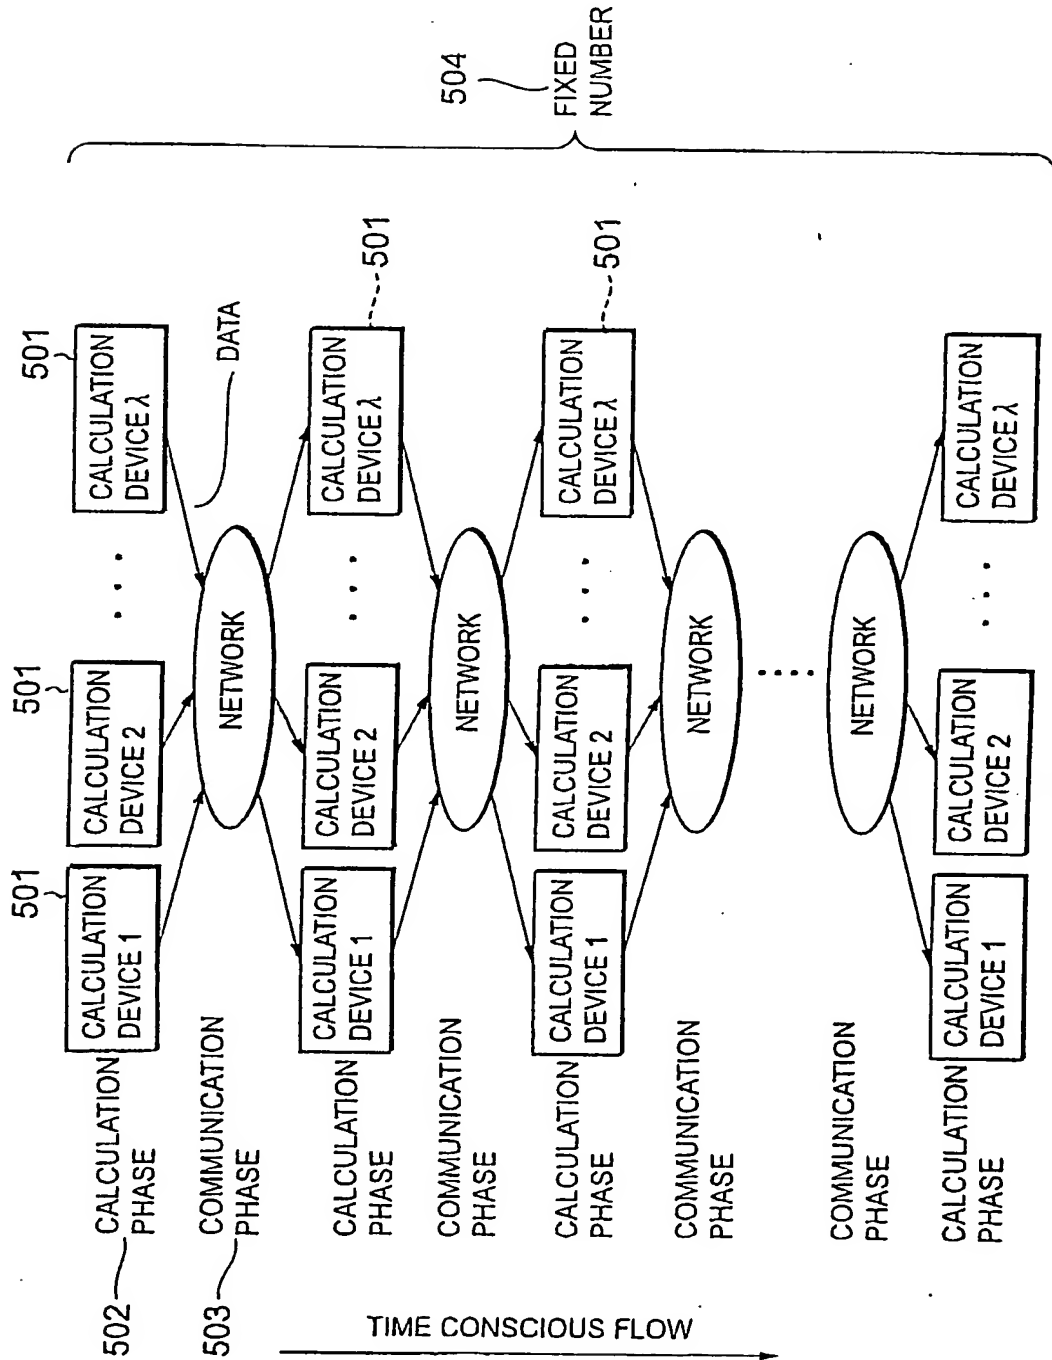 501
501
501
CALCULATION
PHASE
502
CALCULATION
DEVICE 1
CALCULATION
DEVICE 2
. . .
CALCULATION
DEVICE λ
DATA
COMMUNICATION
PHASE
503
NETWORK
CALCULATION
PHASE
CALCULATION
DEVICE 1
CALCULATION
DEVICE 2
. . .
CALCULATION
DEVICE λ
501
COMMUNICATION
PHASE
NETWORK
CALCULATION
PHASE
CALCULATION
DEVICE 1
CALCULATION
DEVICE 2
. . .
CALCULATION
DEVICE λ
501
COMMUNICATION
PHASE
NETWORK
....
COMMUNICATION
PHASE
NETWORK
CALCULATION
PHASE
CALCULATION
DEVICE 1
CALCULATION
DEVICE 2
. . .
CALCULATION
DEVICE λ
504
FIXED
NUMBER
TIME CONSCIOUS FLOW